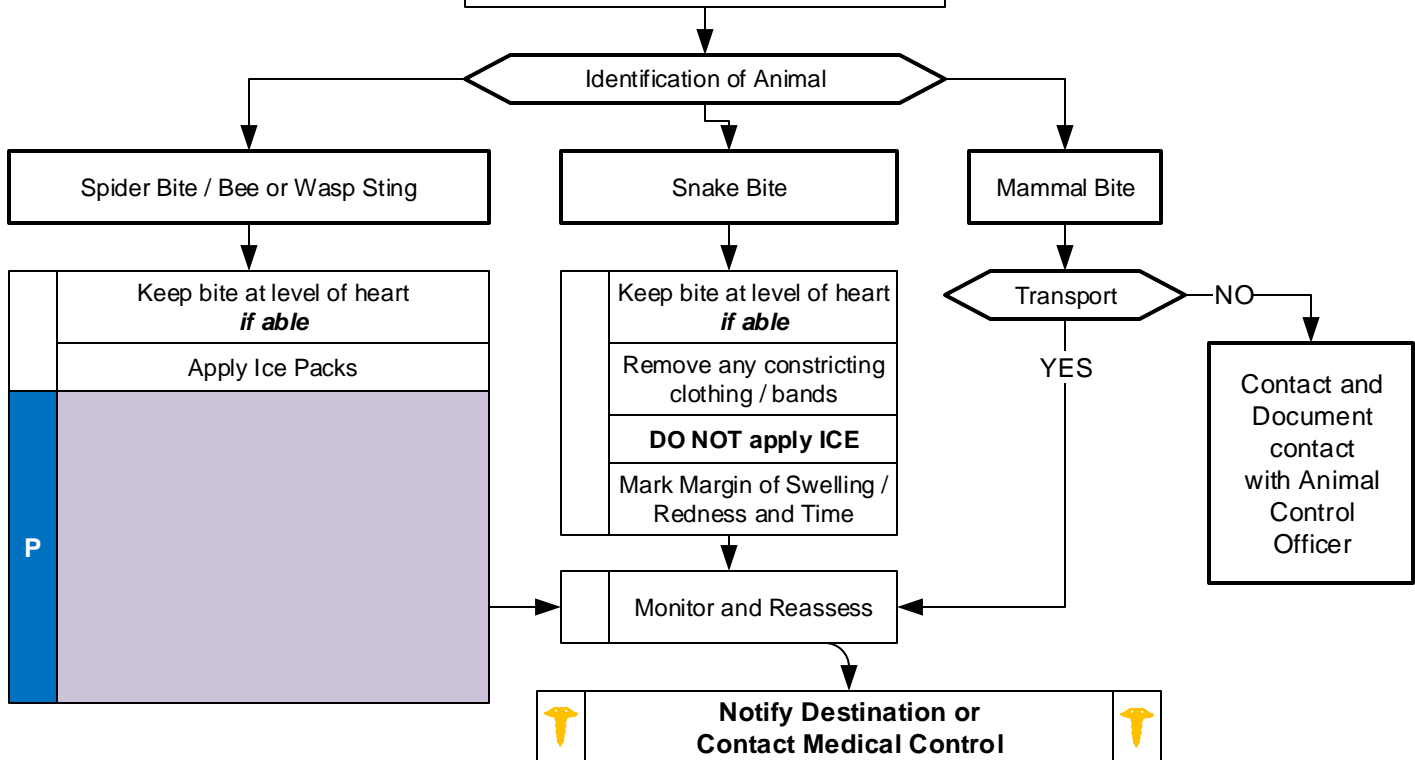 Identification of Animal
Spider Bite / Bee or Wasp Sting
Snake Bite
Mammal Bite
Keep bite at level of heart
if able
Apply Ice Packs
P
Keep bite at level of heart
if able
Remove any constricting
clothing / bands
DO NOT apply ICE
Mark Margin of Swelling /
Redness and Time
Transport
NO
YES
Contact and
Document
contact
with Animal
Control
Officer
Monitor and Reassess
Notify Destination or
Contact Medical Control